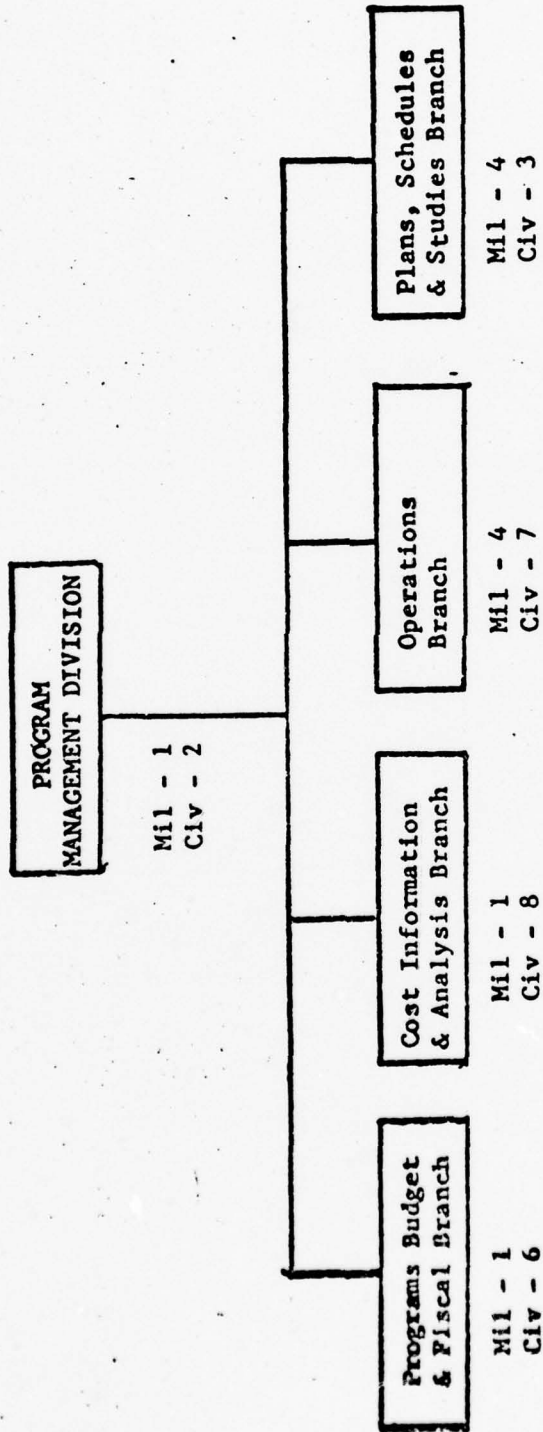 PROGRAM
MANAGEMENT DIVISION
Mil - 1
Civ - 2
Programs Budget
& Fiscal Branch
Mil - 1
Civ - 6
Cost Information
& Analysis Branch
Mil - 1
Civ - 8
Operations
Branch
Mil - 4
Civ - 7
Plans, Schedules
& Studies Branch
Mil - 4
Civ - 3